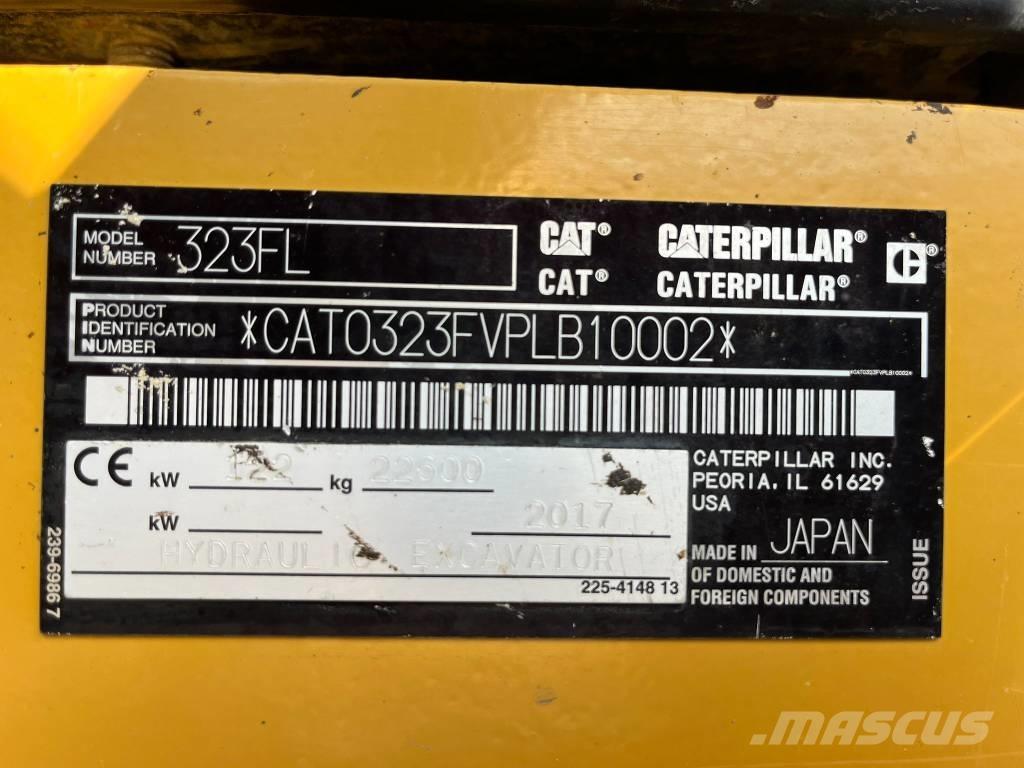 MODEL NUMBER 323FL
CAT® CATERPILLAR®
CAT® CATERPILLAR®
PRODUCT
IDENTIFICATION
NUMBER
*CAT0323FVPLB10002*
*CAT0323FVPLB10002*
CE kW 122 kg
kW 2017
HYDRAULIC EXCAVATOR
225-4148 13
239-6986 7
CATERPILLAR INC.
PEORIA, IL 61629
USA
MADE IN JAPAN
OF DOMESTIC AND
FOREIGN COMPONENTS
ISSUE
MASCUS